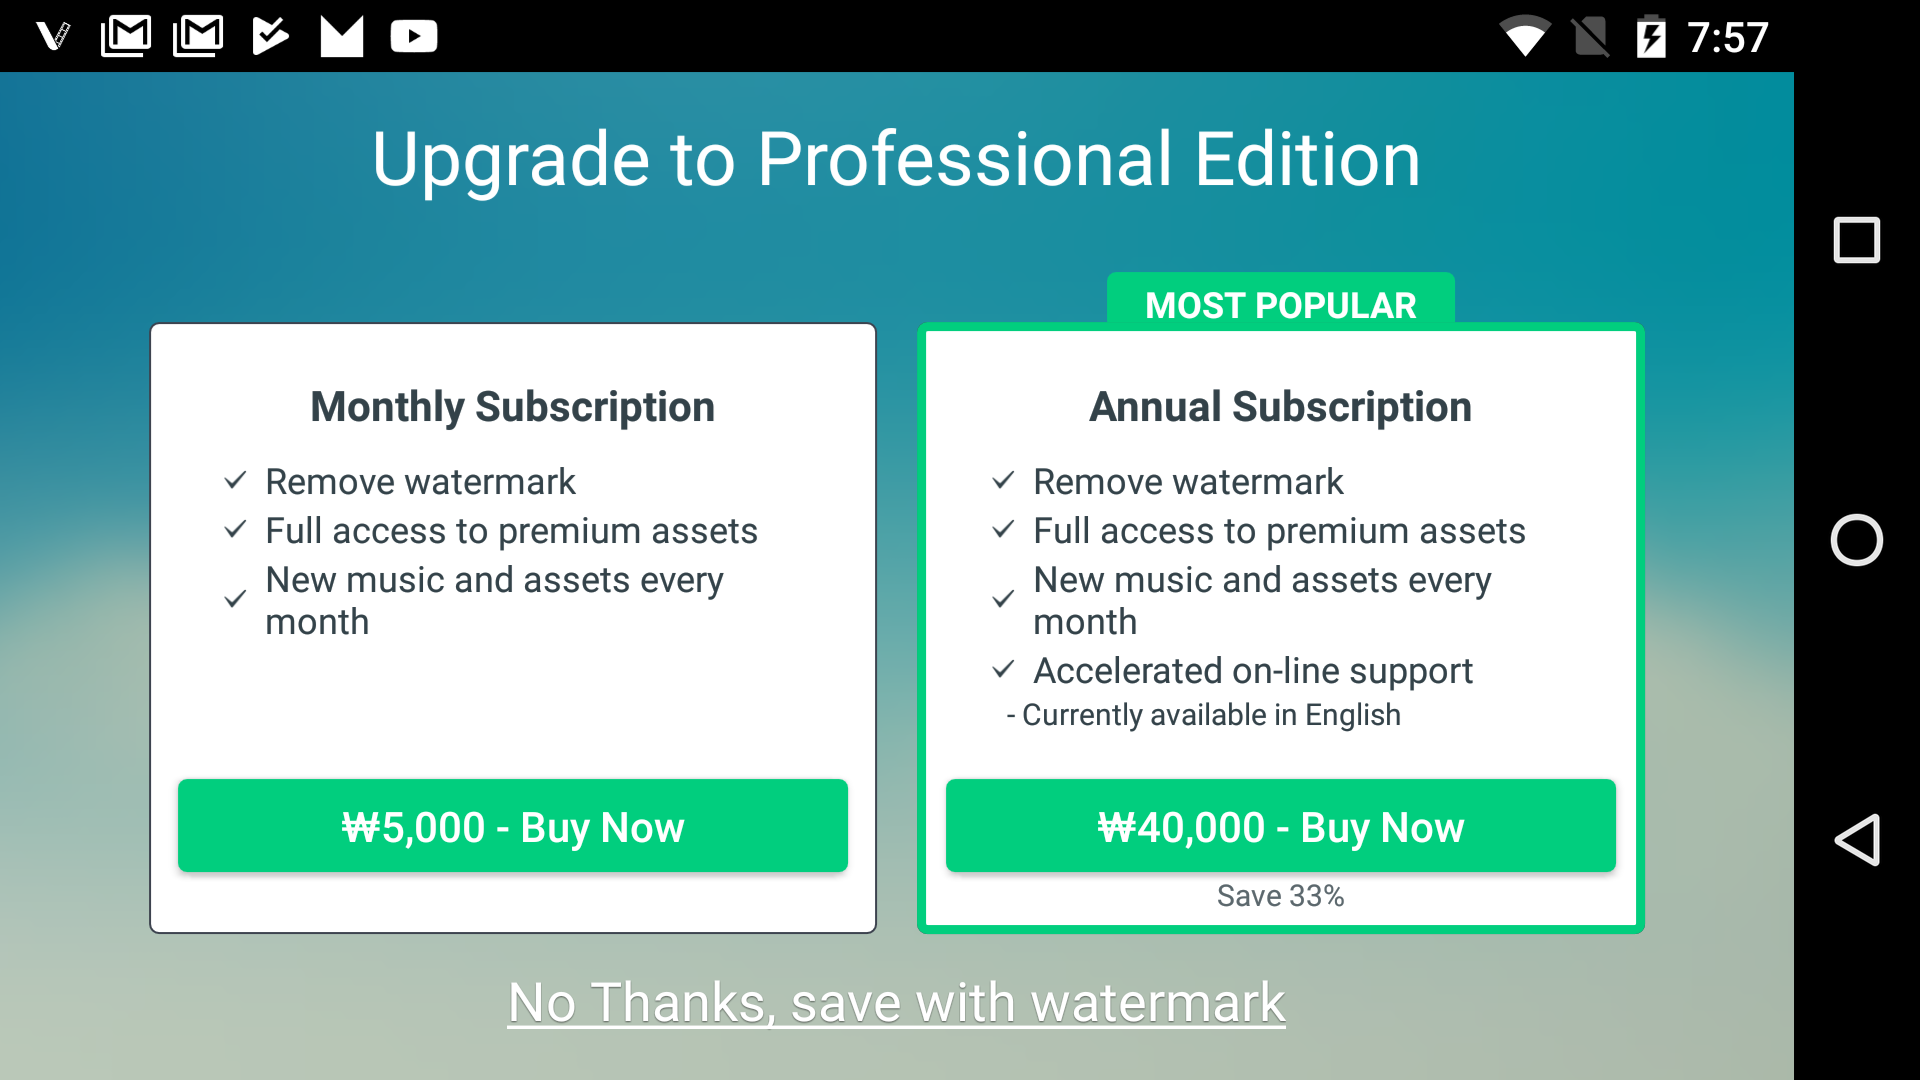 7:57
Upgrade to Professional Edition
MOST POPULAR
Monthly Subscription
Remove watermark
Full access to premium assets
New music and assets every
month
₩5,000 - Buy Now
Annual Subscription
Remove watermark
Full access to premium assets
New music and assets every
month
Accelerated on-line support
- Currently available in English
₩40,000 - Buy Now
Save 33%
No Thanks, save with watermark